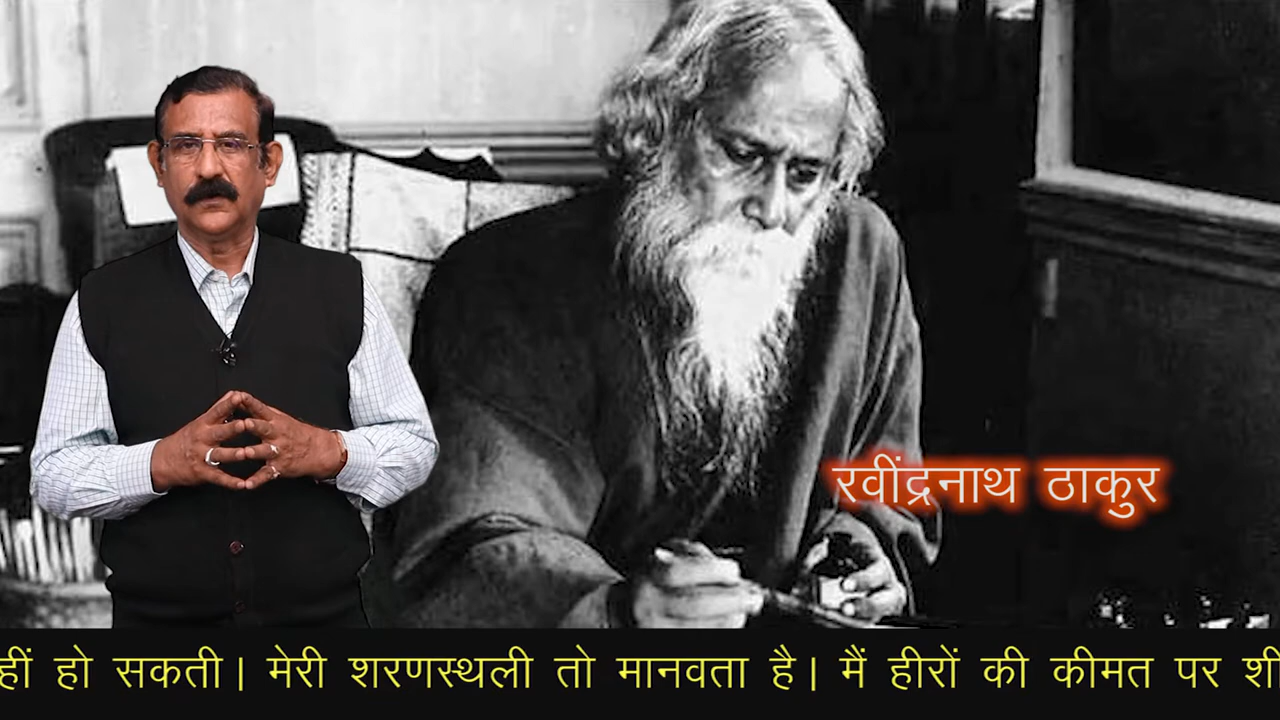 रवींद्रनाथ ठाकुर
हो सकती। मेरी शरणस्थली तो मानवता है। मैं हीरों की कीमत पर